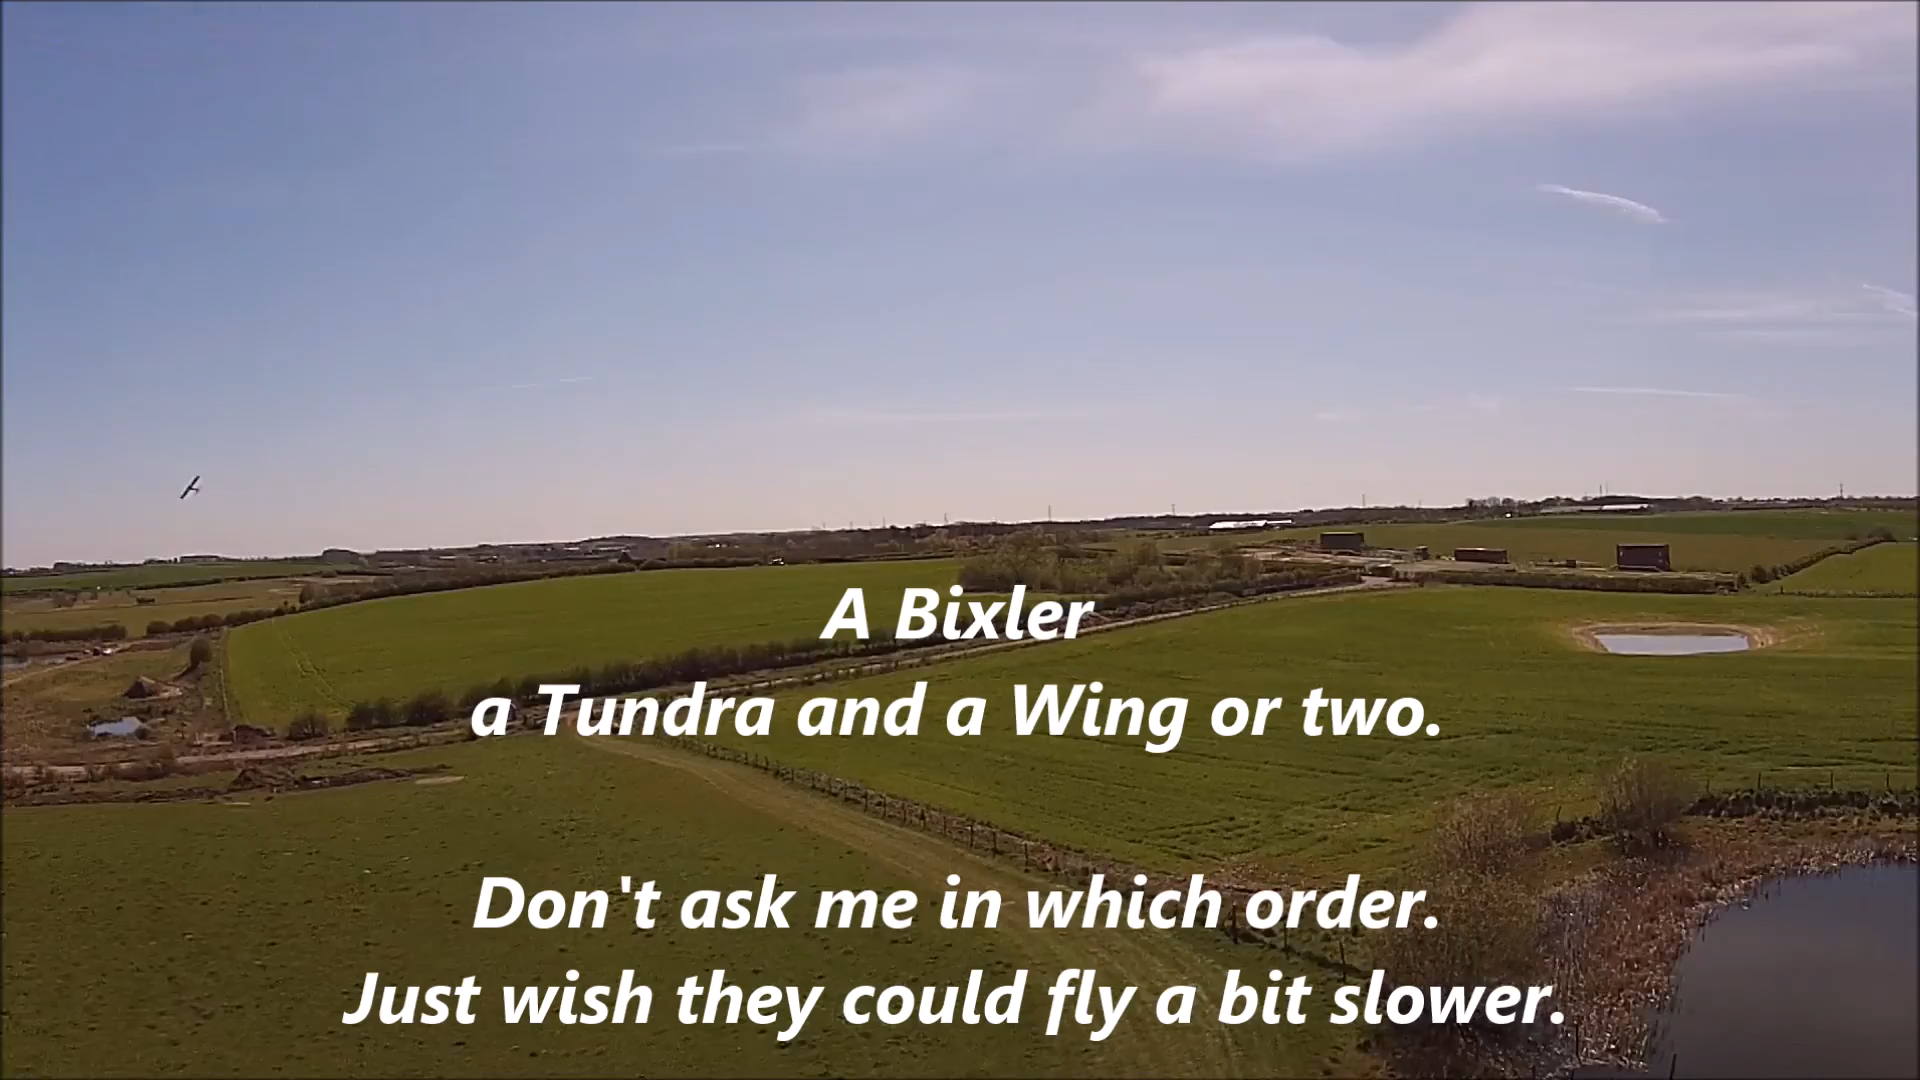 A Bixler
a Tundra and a Wing or two.
Don't ask me in which order.
Just wish they could fly a bit slower.